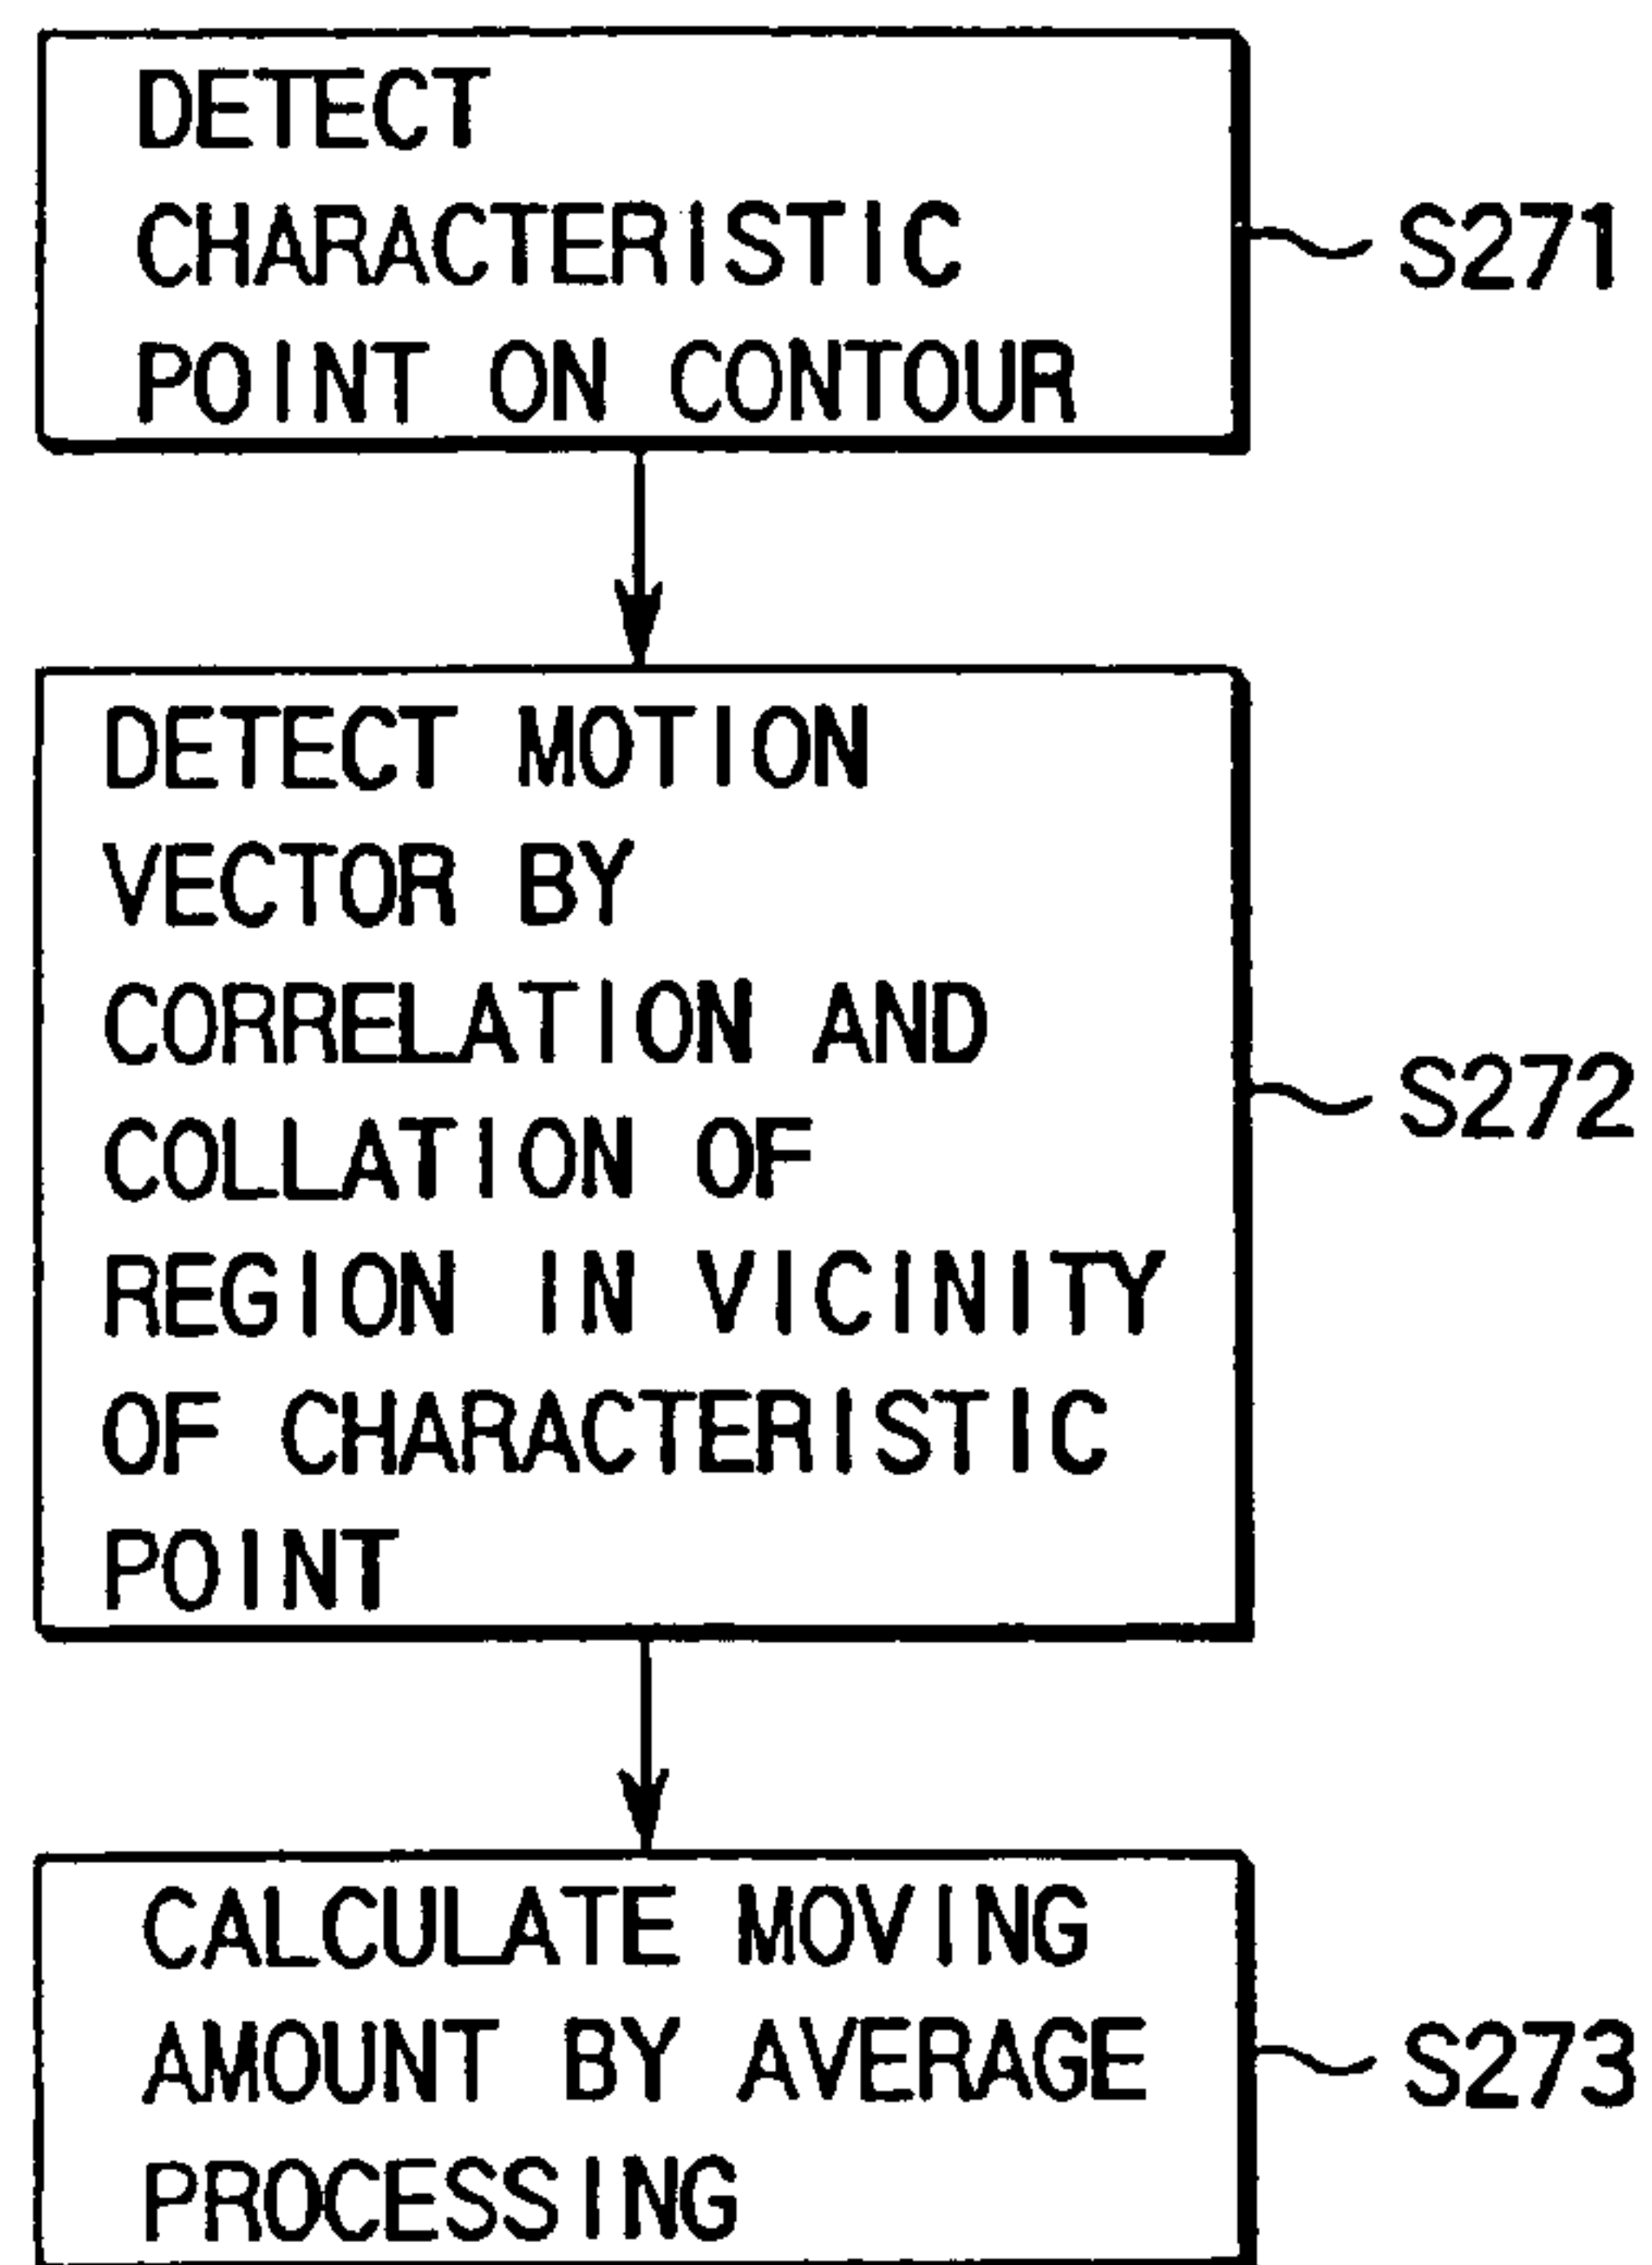 DETECT
CHARACTERISTIC
POINT ON CONTOUR
S271
DETECT MOTION
VECTOR BY
CORRELATION AND
COLLATION OF
REGION IN VICINITY
OF CHARACTERISTIC
POINT
S272
CALCULATE MOVING
AMOUNT BY AVERAGE
PROCESSING
S273